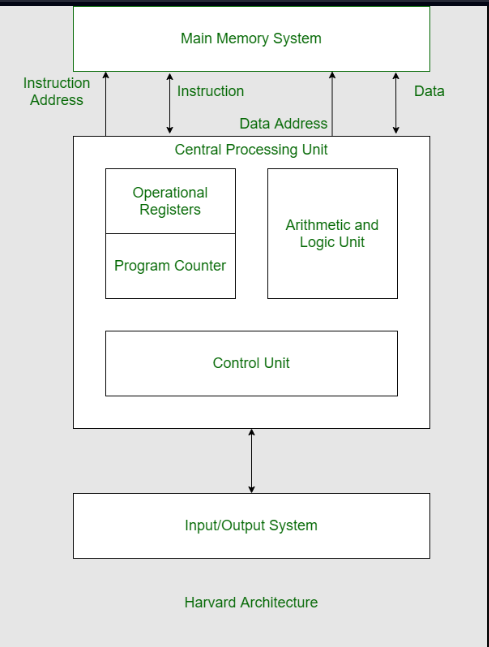 Main Memory System
Instruction
Address
Instruction
Data
Data Address
Central Processing Unit
Operational
Registers
Arithmetic and
Logic Unit
Program Counter
Control Unit
Input/Output System
Harvard Architecture